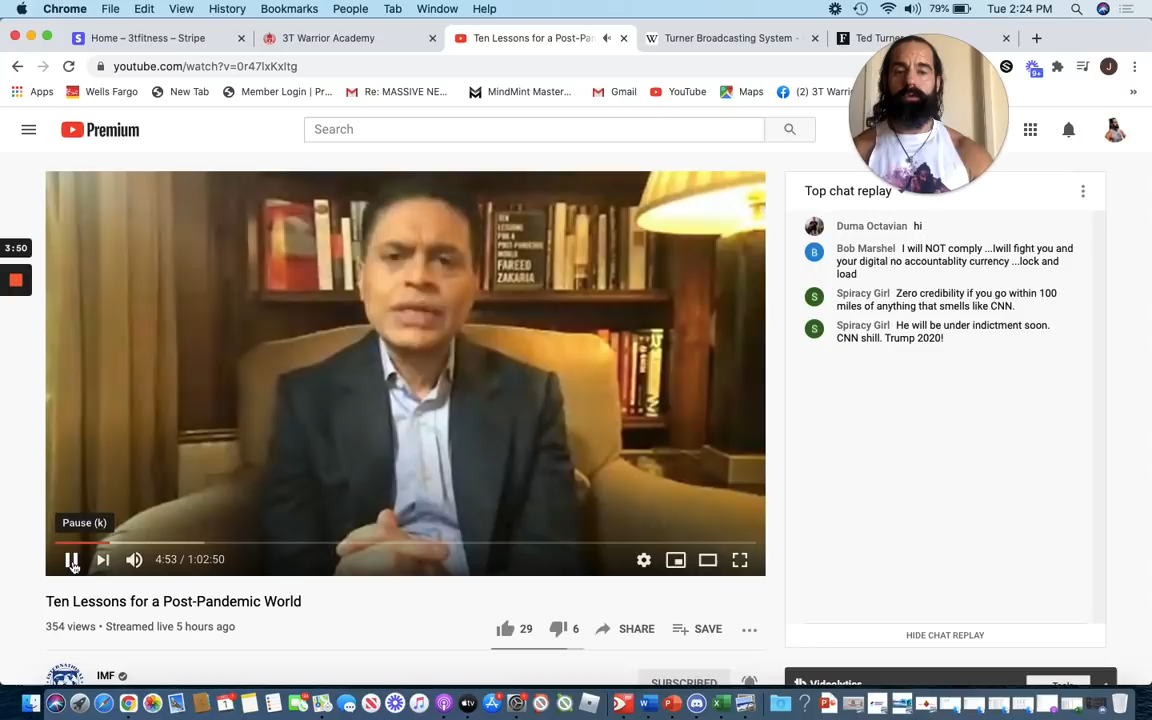 Chrome File Edit View History Bookmarks People Tab Window Help 79% Tue 2:24 PM
Home – 3tfitness – Stripe × 3T Warrior Academy × Ten Lessons for a Post-Pan × Turner Broadcasting System - × Ted Turner × +
youtube.com/watch?v=0r47lxKxltg 9+ J
Apps Wells Fargo New Tab Member Login | Pr... Re: MASSIVE NE... MindMint Master... Gmail YouTube Maps (2) 3T Warri »
Premium
Search
Top chat replay
Duma Octavian hi
Bob Marshel I will NOT comply ...Iwill fight you and
your digital no accountablity currency ...lock and
load
Spiracy Girl Zero credibility if you go within 100
miles of anything that smells like CNN.
Spiracy Girl He will be under indictment soon.
CNN shill. Trump 2020!
3:50
TEN
LESSONS
FOR A
POST-PANDEMIC
WORLD
FAREED
ZAKARIA
Pause (k)
4:53 / 1:02:50
Ten Lessons for a Post-Pandemic World
354 views • Streamed live 5 hours ago
29 6 SHARE SAVE ...
HIDE CHAT REPLAY
IMF
SUBSCRIBED
Videolytics